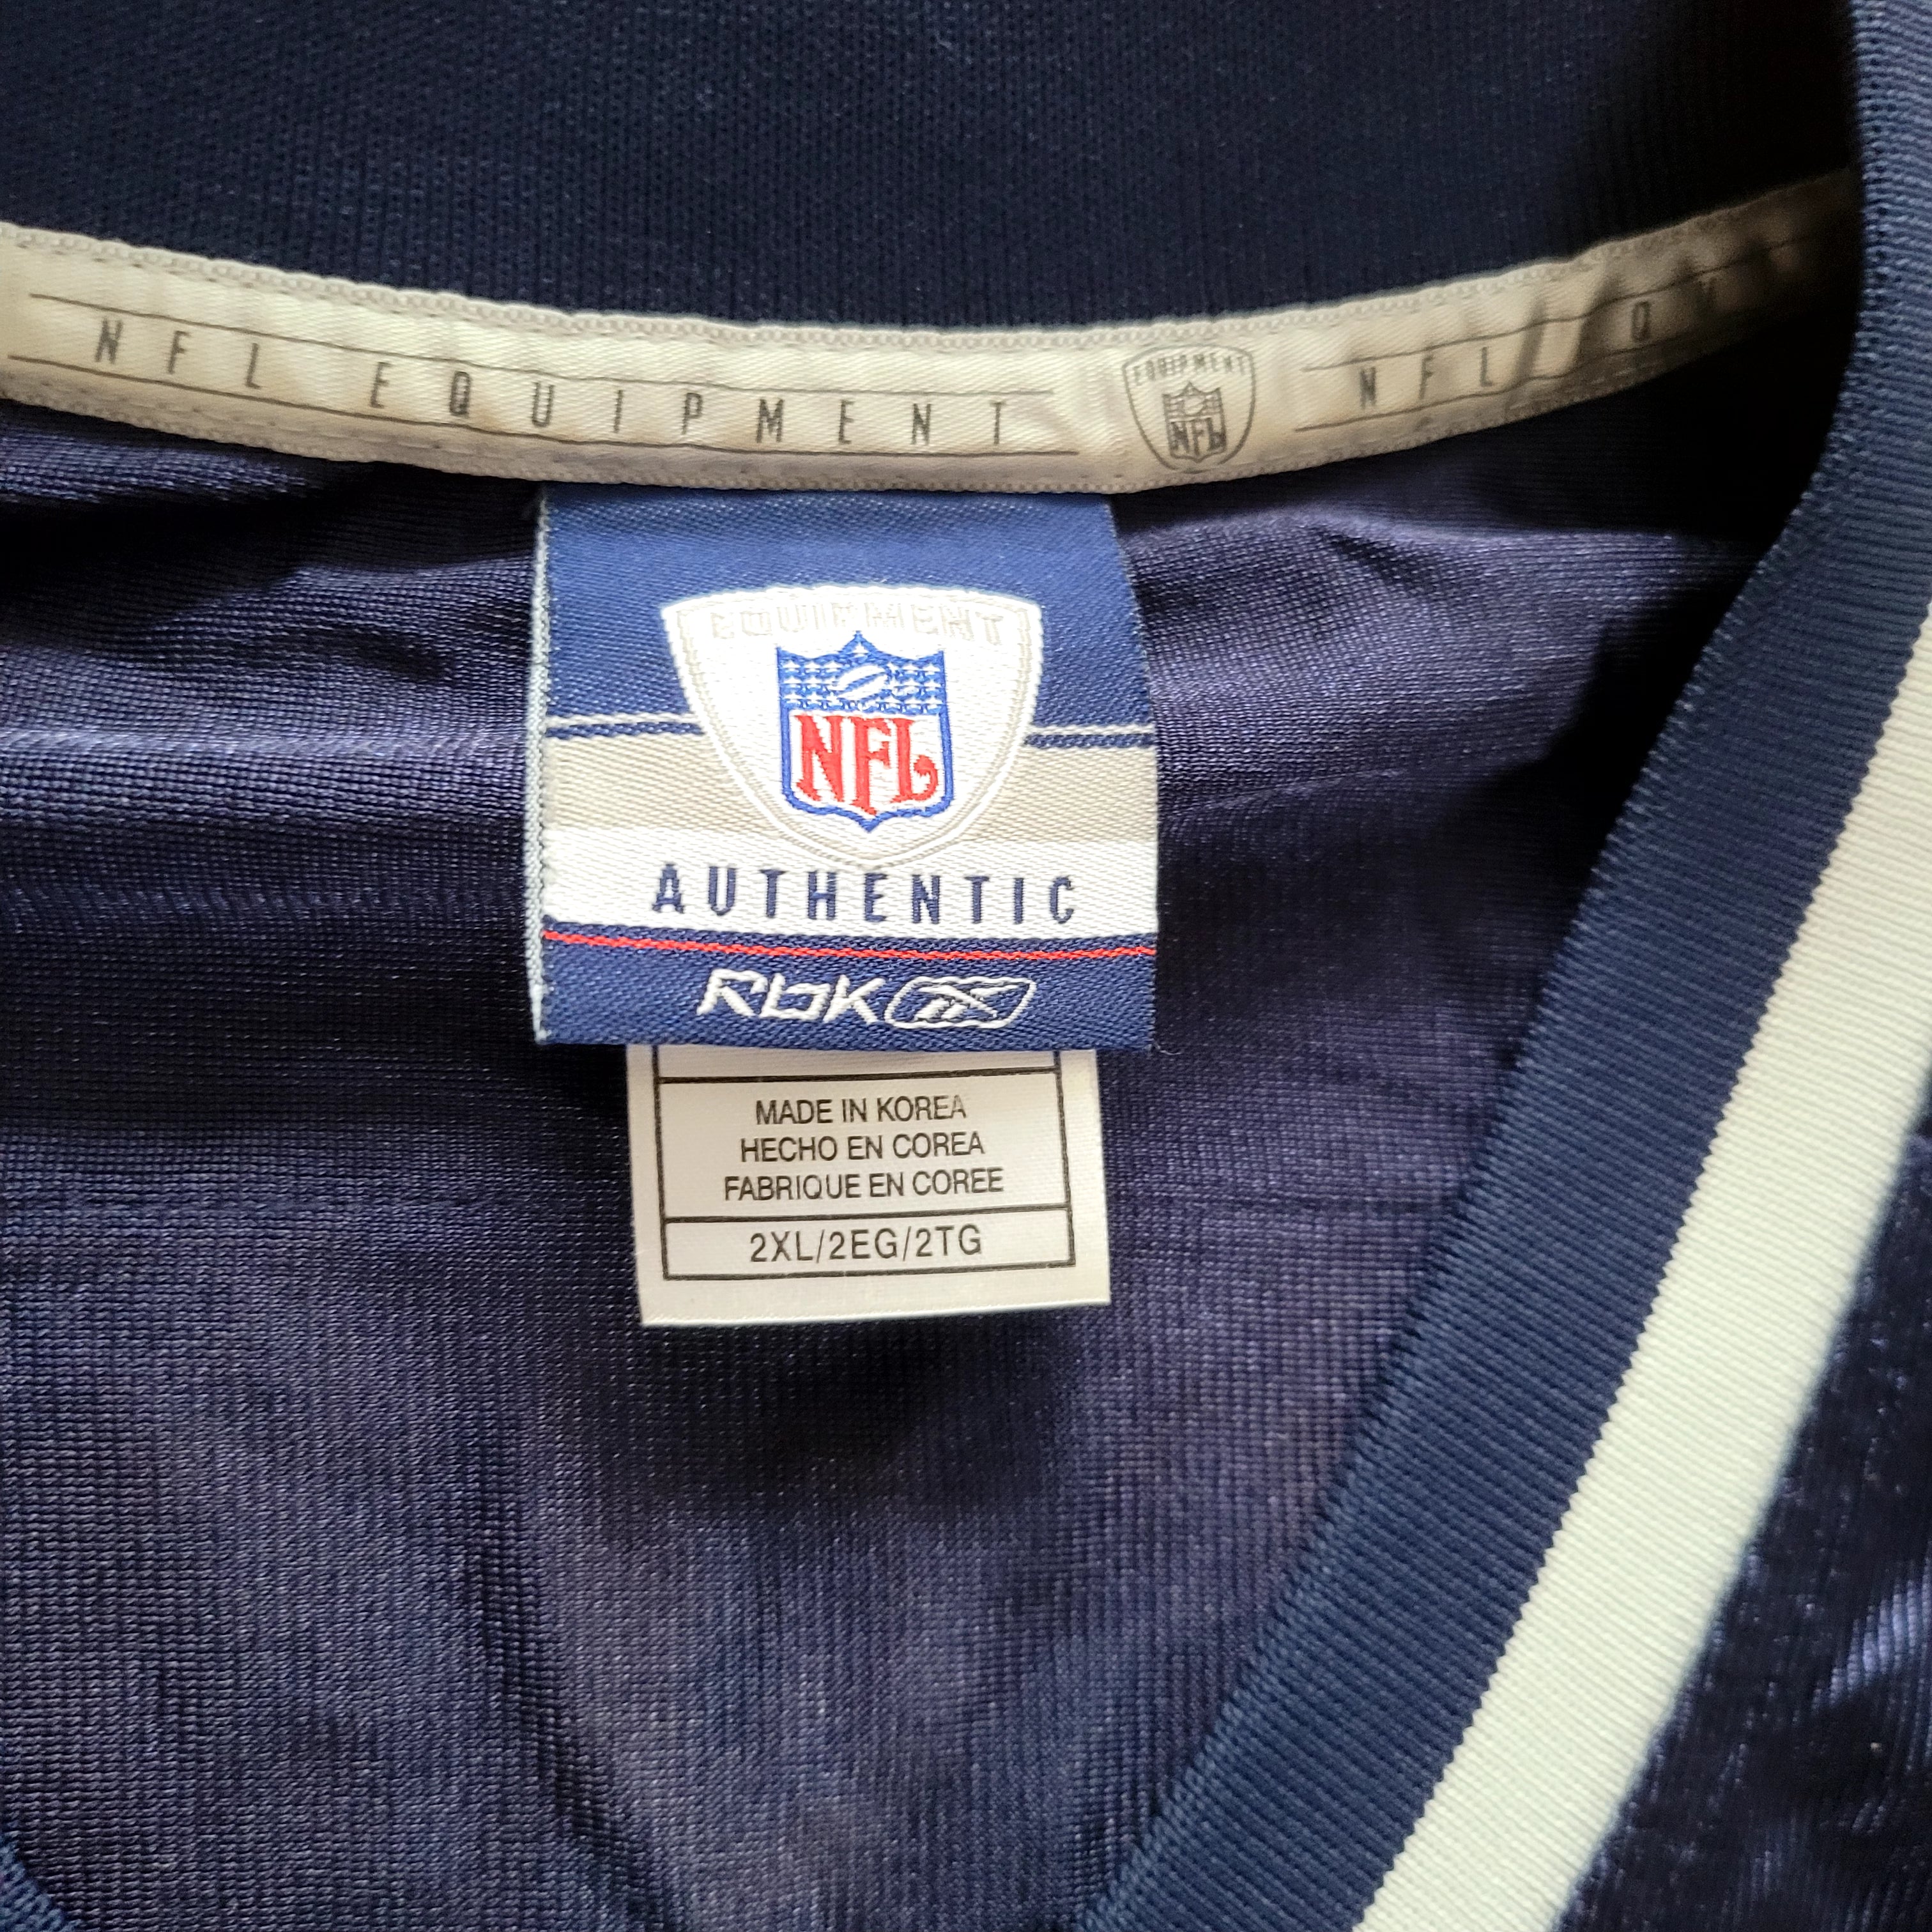 NFL EQUIPMENT
EQUIPMENT
NFL
NFL
EQUIPMENT
NFL
AUTHENTIC
Rbk
MADE IN KOREA
HECHO EN COREA
FABRIQUE EN COREE
2XL/2EG/2TG